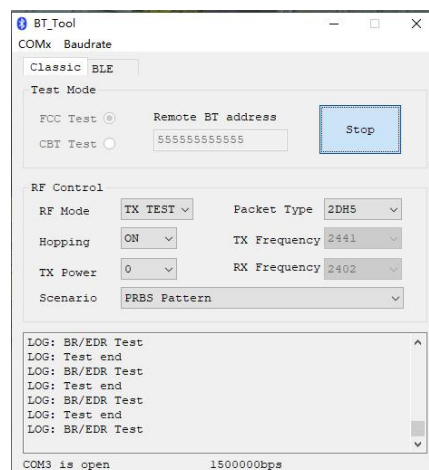 BT_Tool
COMx Baudrate
Classic BLE
Test Mode
FCC Test
Remote BT address
CBT Test
555555555555
Stop
RF Control
RF Mode TX TEST Packet Type 2DH5
Hopping ON TX Frequency 2441
TX Power 0 RX Frequency 2402
Scenario PRBS Pattern
LOG: BR/EDR Test
LOG: Test end
LOG: BR/EDR Test
LOG: Test end
LOG: BR/EDR Test
LOG: Test end
LOG: BR/EDR Test
COM3 is open 1500000bps